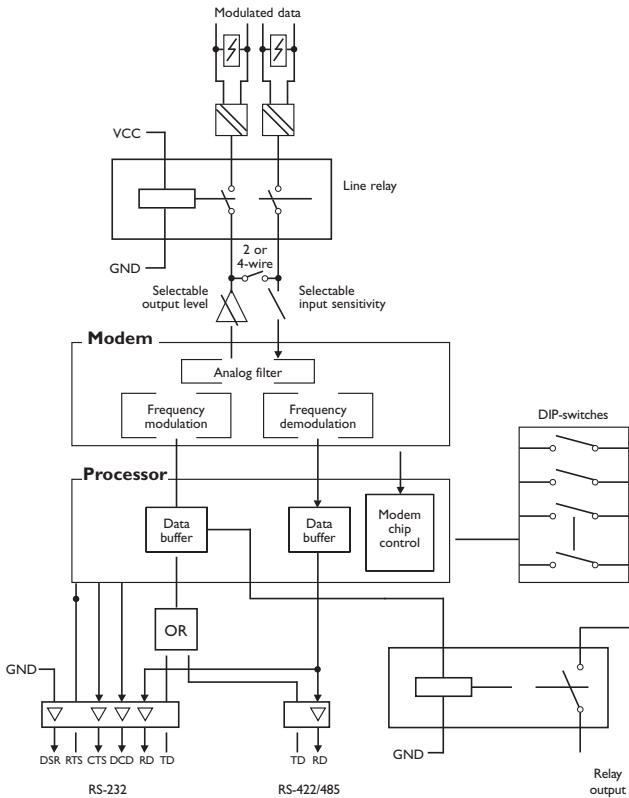 Modulated data
VCC
Line relay
GND
2 or
4-wire
Selectable
output level
Selectable
input sensitivity
Modem
Analog filter
Frequency
modulation
Frequency
demodulation
DIP-switches
Processor
Data
buffer
Data
buffer
Modem
chip
control
OR
GND
DSR RTS CTS DCD RD TD
TD RD
GND
Relay
output
RS-232
RS-422/485